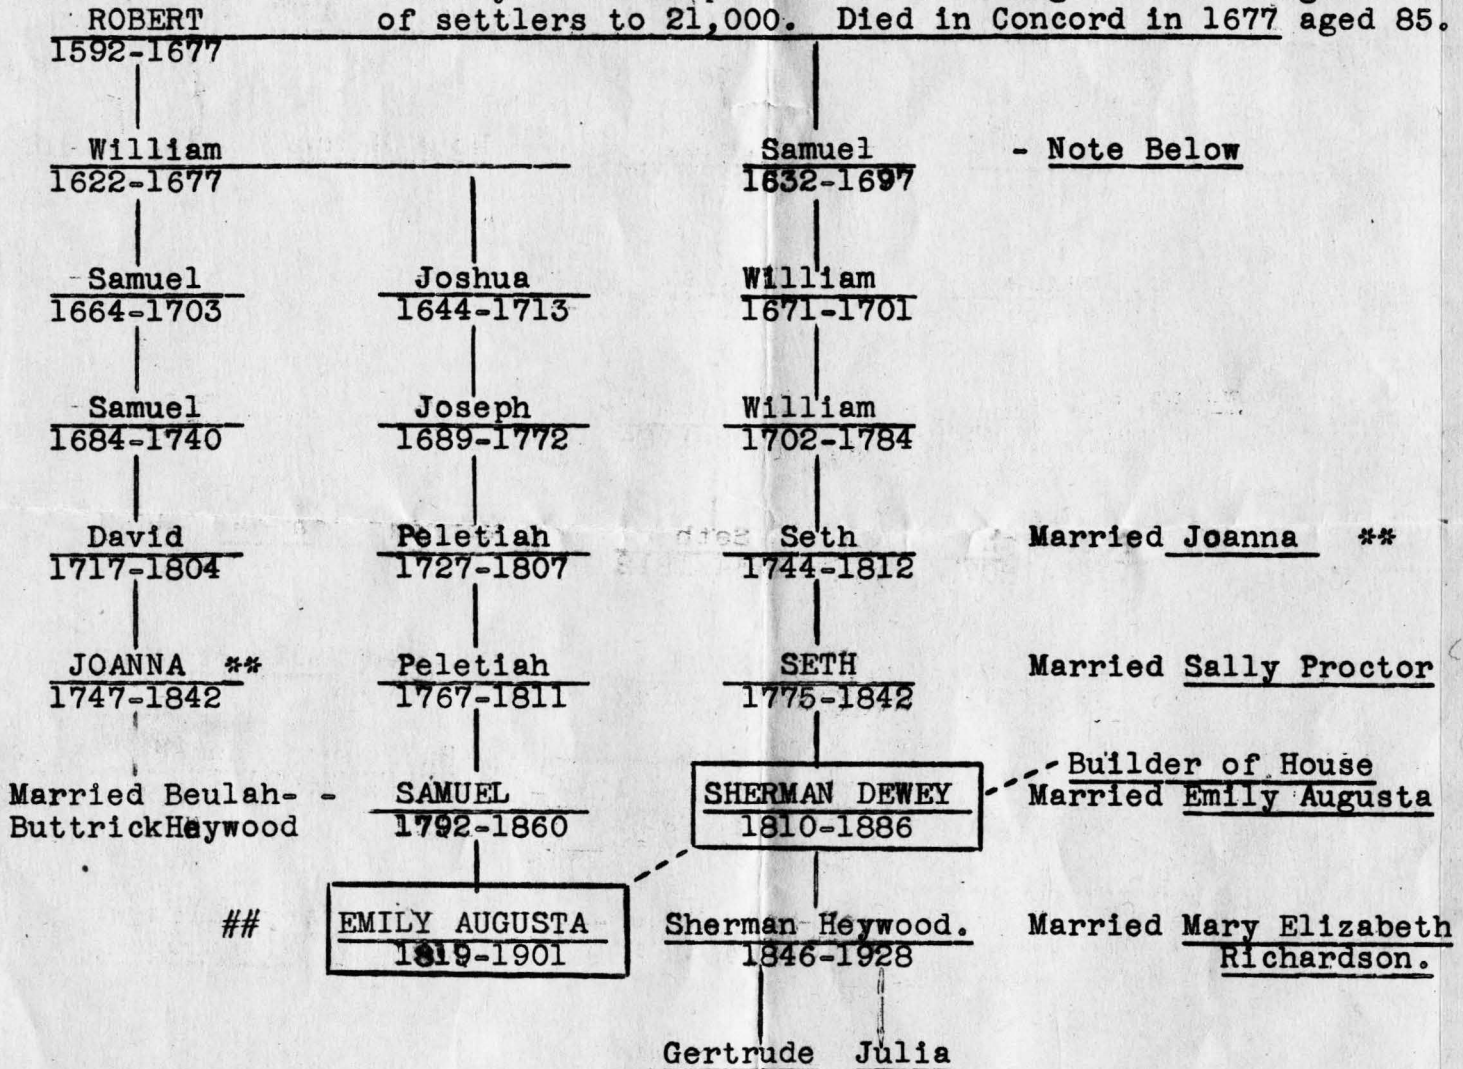 ROBERT of settlers to 21,000. Died in Concord in 1677 aged 85.
1592-1677
William Samuel - Note Below
1622-1677 1632-1697
Samuel Joshua William
1664-1703 1644-1713 1671-1701
Samuel Joseph William
1684-1740 1689-1772 1702-1784
David Peletiah Seth Married Joanna **
1717-1804 1727-1807 1744-1812
JOANNA ** Peletiah SETH Married Sally Proctor
1747-1842 1767-1811 1775-1842
Builder of House
Married Beulah- - SAMUEL SHERMAN DEWEY Married Emily Augusta
ButtrickHeywood 1792-1860 1810-1886
## EMILY AUGUSTA Sherman Heywood. Married Mary Elizabeth
1819-1901 1846-1928 Richardson.
Gertrude Julia